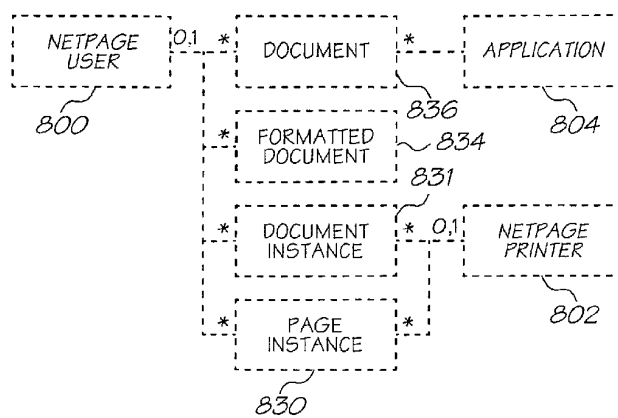 NETPAGE
USER
0,1
*
DOCUMENT
*
APPLICATION
800
836
804
*
FORMATTED
DOCUMENT
834
831
*
DOCUMENT
INSTANCE
*
0,1
NETPAGE
PRINTER
802
*
PAGE
INSTANCE
*
830